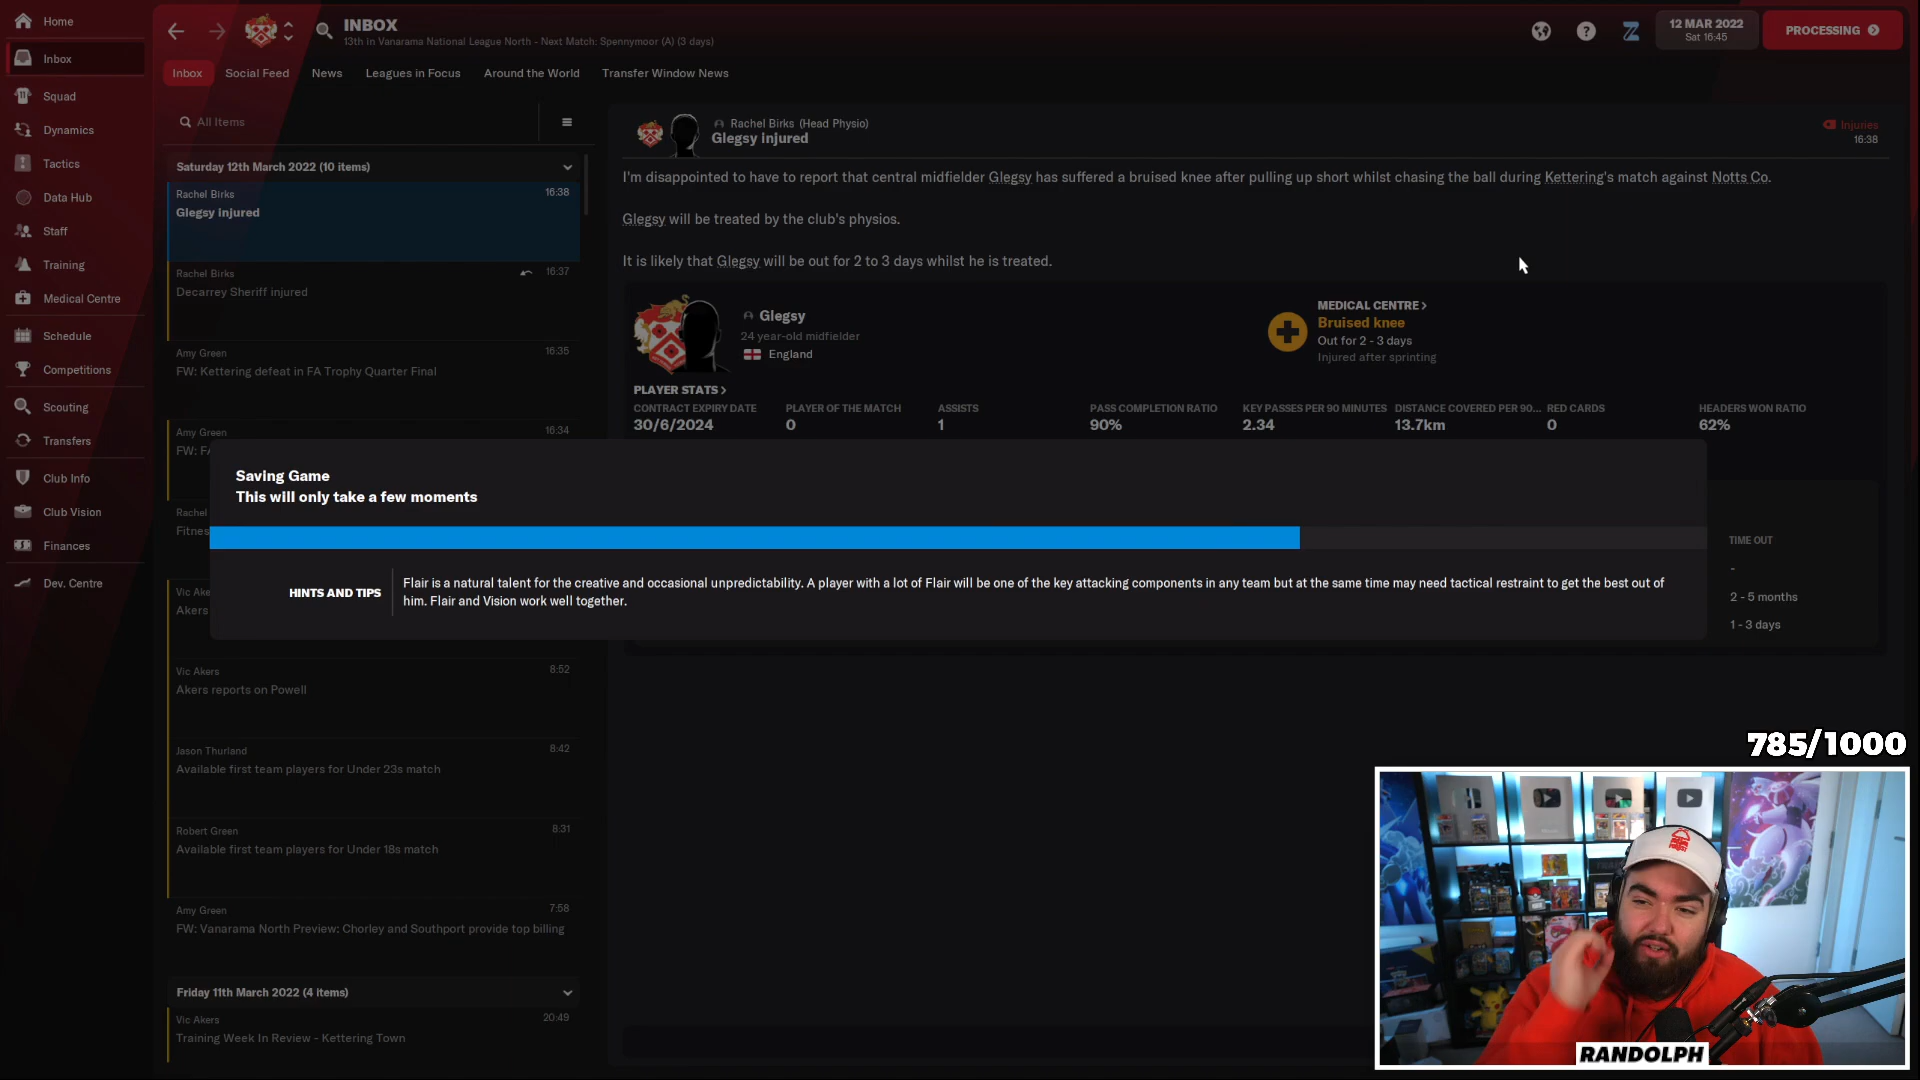 Home
Inbox
Squad
Dynamics
Tactics
Data Hub
Staff
Training
Medical Centre
Schedule
Competitions
Scouting
Transfers
Club Info
Club Vision
Finances
Dev. Centre
INBOX
13th in Vanarama National League North - Next Match: Spennymoor (A) (3 days)
12 MAR 2022
Sat 16:45
PROCESSING
Inbox Social Feed News Leagues in Focus Around the World Transfer Window News
All Items
Saturday 12th March 2022 (10 items)
Rachel Birks 16:38
Glegsy injured
Rachel Birks 16:37
Decarrey Sheriff injured
Amy Green 16:35
FW: Kettering defeat in FA Trophy Quarter Final
Amy Green 16:34
FW: FA
Rachel
Fitnes
Vic Ake
Akers
Vic Akers 8:52
Akers reports on Powell
Jason Thurland 8:42
Available first team players for Under 23s match
Robert Green 8:31
Available first team players for Under 18s match
Amy Green 7:58
FW: Vanarama North Preview: Chorley and Southport provide top billing
Friday 11th March 2022 (4 items)
Vic Akers 20:49
Training Week In Review - Kettering Town
Rachel Birks (Head Physio)
Glegsy injured
Injuries
16:38
I'm disappointed to have to report that central midfielder Glegsy has suffered a bruised knee after pulling up short whilst chasing the ball during Kettering's match against Notts Co.
Glegsy will be treated by the club's physios.
It is likely that Glegsy will be out for 2 to 3 days whilst he is treated.
Glegsy
24 year-old midfielder
England
MEDICAL CENTRE >
Bruised knee
Out for 2 - 3 days
Injured after sprinting
PLAYER STATS >
CONTRACT EXPIRY DATE PLAYER OF THE MATCH ASSISTS PASS COMPLETION RATIO KEY PASSES PER 90 MINUTES DISTANCE COVERED PER 90... RED CARDS HEADERS WON RATIO
30/6/2024 0 1 90% 2.34 13.7km 0 62%
Saving Game
This will only take a few moments
HINTS AND TIPS
Flair is a natural talent for the creative and occasional unpredictability. A player with a lot of Flair will be one of the key attacking components in any team but at the same time may need tactical restraint to get the best out of
him. Flair and Vision work well together.
TIME OUT
-
2 - 5 months
1 - 3 days
785/1000
RANDOLPH